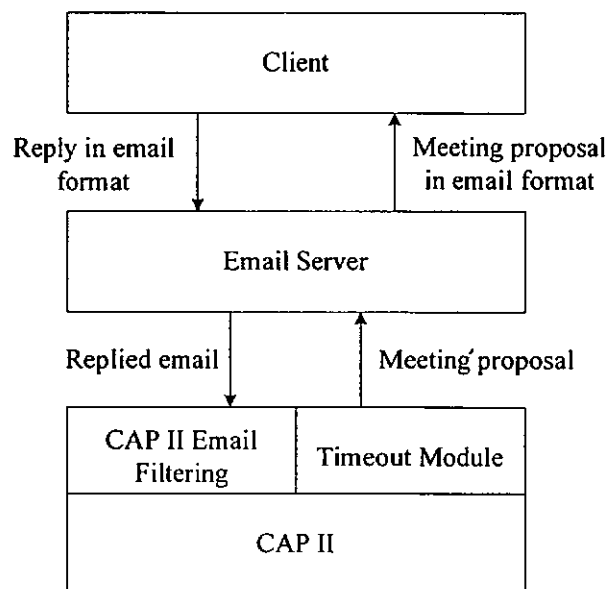 Client
Reply in email
format
Meeting proposal
in email format
Email Server
Replied email
Meeting proposal
CAP II Email
Filtering
Timeout Module
CAP II